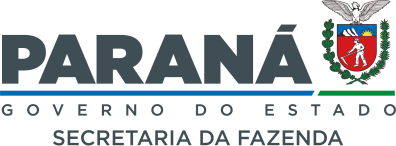 PARANÁ
GOVERNO DO ESTADO
SECRETARIA DA FAZENDA